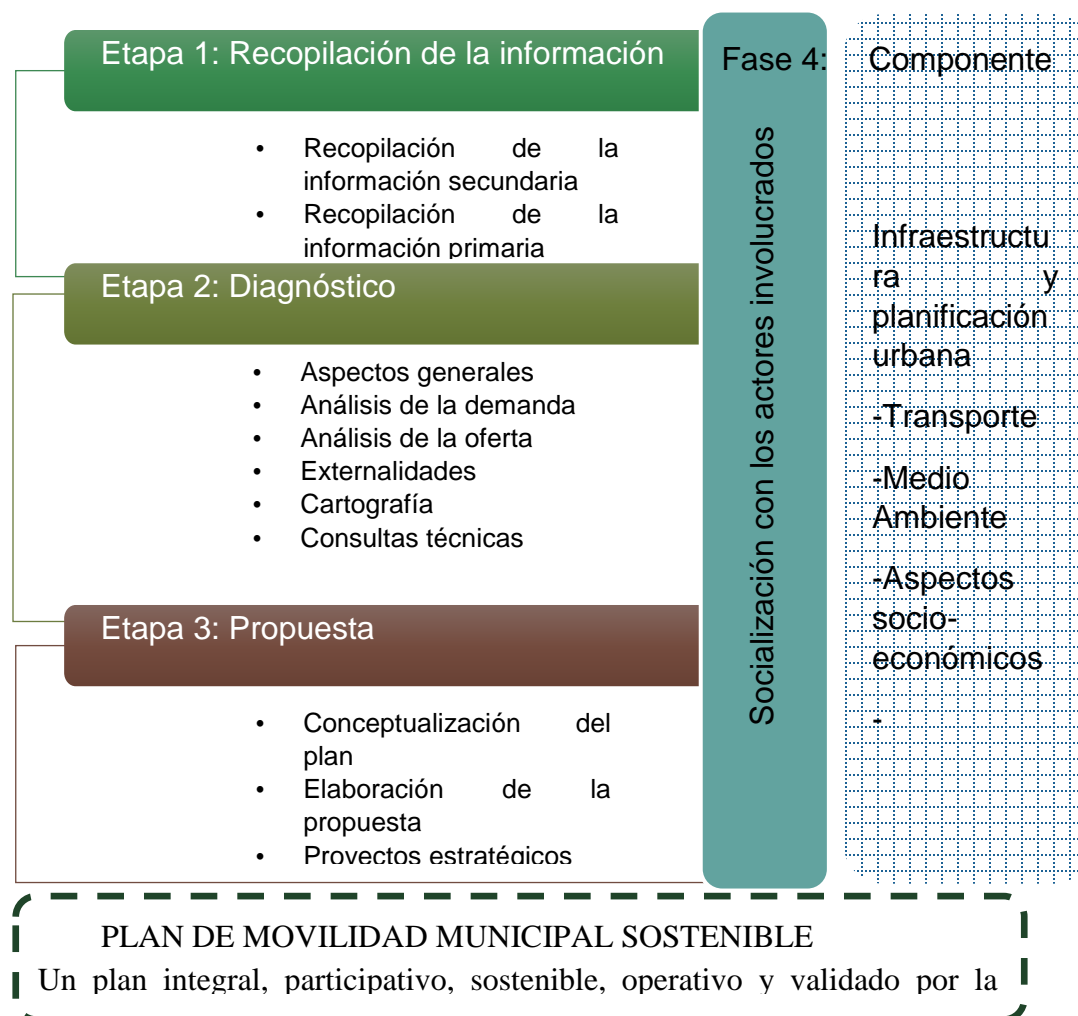 Etapa 1: Recopilación de la información
• Recopilación de la
información secundaria
• Recopilación de la
información primaria
Etapa 2: Diagnóstico
• Aspectos generales
• Análisis de la demanda
• Análisis de la oferta
• Externalidades
• Cartografía
• Consultas técnicas
Etapa 3: Propuesta
• Conceptualización del
plan
• Elaboración de la
propuesta
• Proyectos estratégicos
Fase 4:
Socialización con los actores involucrados
Componente
Infraestructu
ra y
planificación
urbana
-Transporte
-Medio
Ambiente
-Aspectos
socio-
económicos
-
PLAN DE MOVILIDAD MUNICIPAL SOSTENIBLE
Un plan integral, participativo, sostenible, operativo y validado por la